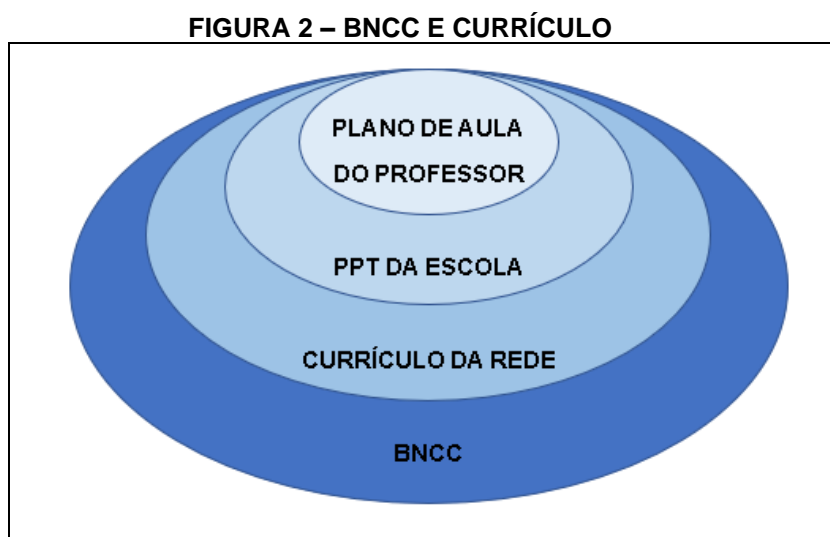 FIGURA 2 – BNCC E CURRÍCULO
PLANO DE AULA
DO PROFESSOR
PPT DA ESCOLA
CURRÍCULO DA REDE
BNCC